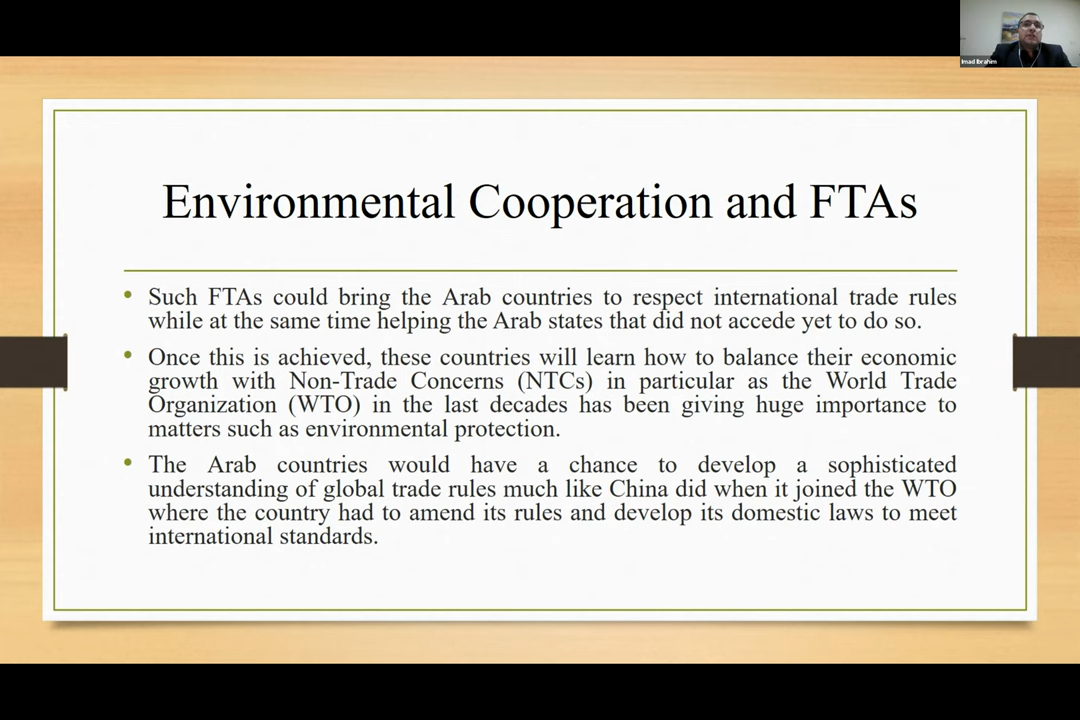 Imad Ibrahim
Environmental Cooperation and FTAs
• Such FTAs could bring the Arab countries to respect international trade rules
while at the same time helping the Arab states that did not accede yet to do so.
• Once this is achieved, these countries will learn how to balance their economic
growth with Non-Trade Concerns (NTCs) in particular as the World Trade
Organization (WTO) in the last decades has been giving huge importance to
matters such as environmental protection.
• The Arab countries would have a chance to develop a sophisticated
understanding of global trade rules much like China did when it joined the WTO
where the country had to amend its rules and develop its domestic laws to meet
international standards.